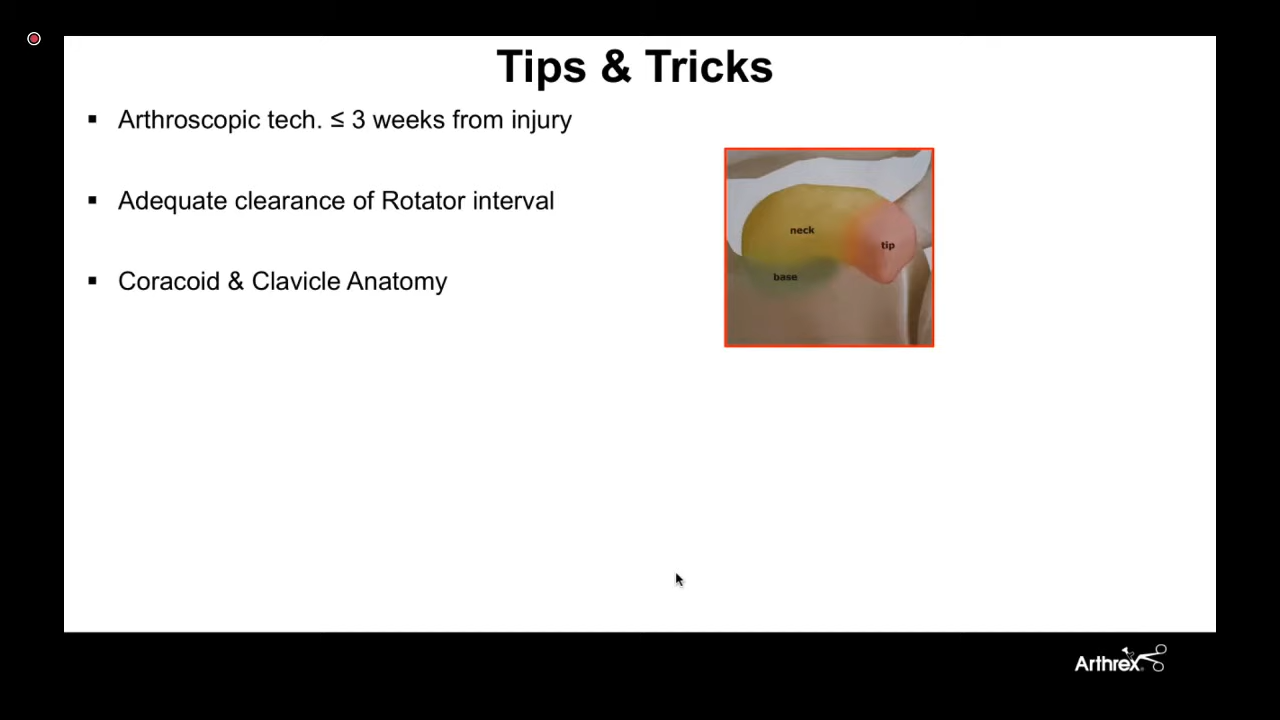 Tips & Tricks
▪ Arthroscopic tech. ≤ 3 weeks from injury
▪ Adequate clearance of Rotator interval
▪ Coracoid & Clavicle Anatomy
neck
tip
base
Arthrex